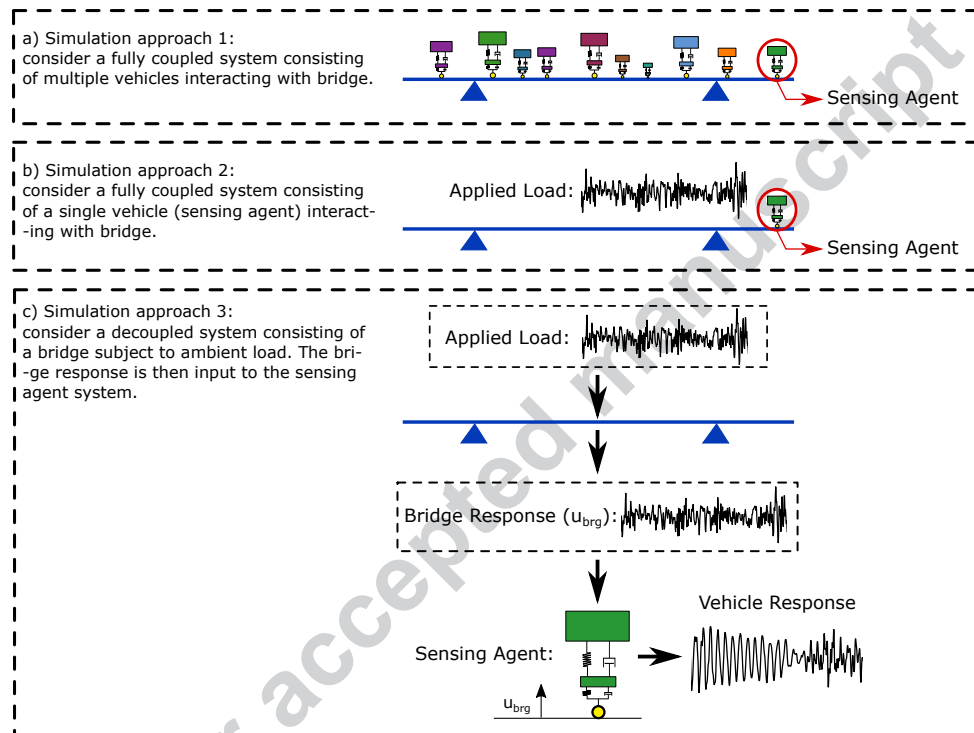 a) Simulation approach 1:
consider a fully coupled system consisting
of multiple vehicles interacting with bridge.
Sensing Agent
b) Simulation approach 2:
consider a fully coupled system consisting
of a single vehicle (sensing agent) interact-
-ing with bridge.
Applied Load:
Sensing Agent
c) Simulation approach 3:
consider a decoupled system consisting of
a bridge subject to ambient load. The bri-
-ge response is then input to the sensing
agent system.
Applied Load:
Bridge Response (u_brg):
Vehicle Response
Sensing Agent:
u_brg
accepted manuscript